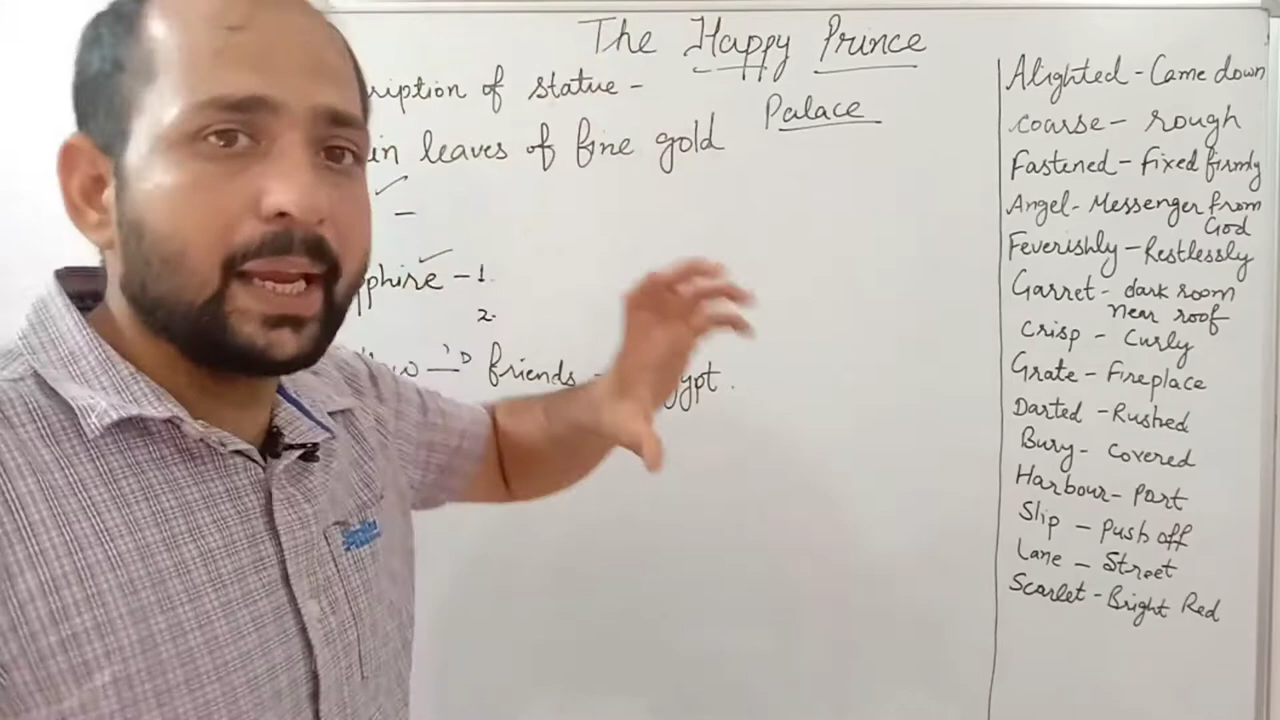 The Happy Prince
ription of statue -
Palace
in leaves of fine gold
-
pphire - 1.
2.
friends -
Alighted - Came down
Coarse - rough
Fastened - fixed firmly
Angel - Messenger from
God
Feverishly - Restlessly
Garret - dark room
near roof
Crisp - Curly
Grate - Fireplace
Darted - Rushed
Bury - Covered
Harbour - Port
Slip - Push off
Lane - Street
Scarlet - Bright Red